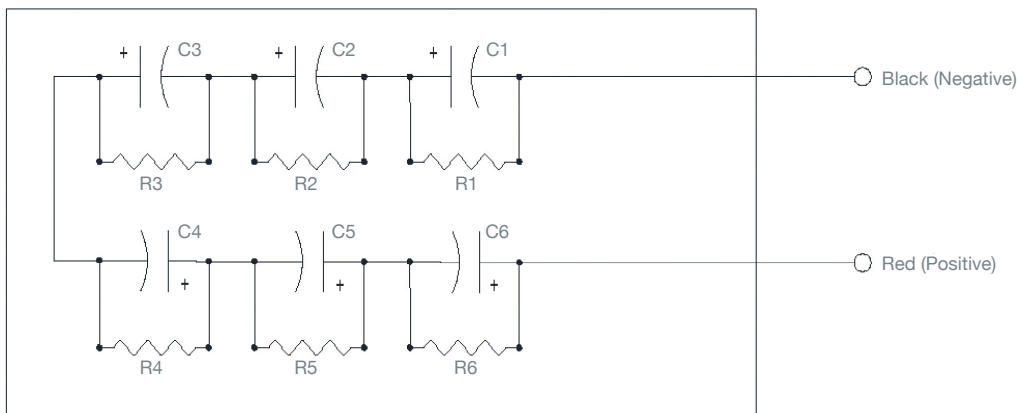 + C3
+ C2
+ C1
Black (Negative)
R3
R2
R1
C4
C5
C6
+
+
+
Red (Positive)
R4
R5
R6